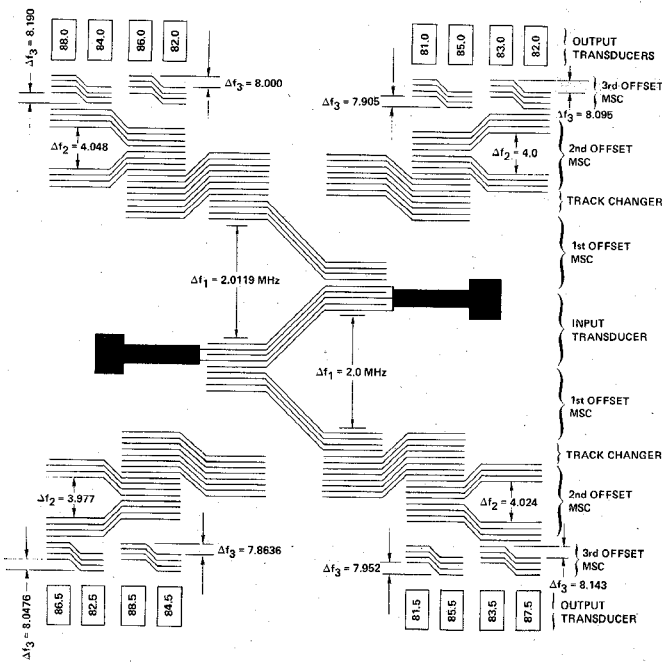 Δf3 = 8.190
88.0
84.0
86.0
82.0
Δf3 = 8.000
81.0
85.0
83.0
82.0
OUTPUT
TRANSDUCERS
Δf3 = 7.905
3rd OFFSET
MSC
Δf3 = 8.095
Δf2 = 4.048
Δf2 = 4.0
2nd OFFSET
MSC
TRACK CHANGER
1st OFFSET
MSC
Δf1 = 2.0119 MHz
INPUT
TRANSDUCER
Δf1 = 2.0 MHz
1st OFFSET
MSC
TRACK CHANGER
Δf2 = 3.977
Δf2 = 4.024
2nd OFFSET
MSC
Δf3 = 7.8636
Δf3 = 7.952
3rd OFFSET
MSC
Δf3 = 8.143
Δf3 = 8.0476
86.5
82.5
88.5
84.5
81.5
85.5
83.5
87.5
OUTPUT
TRANSDUCER